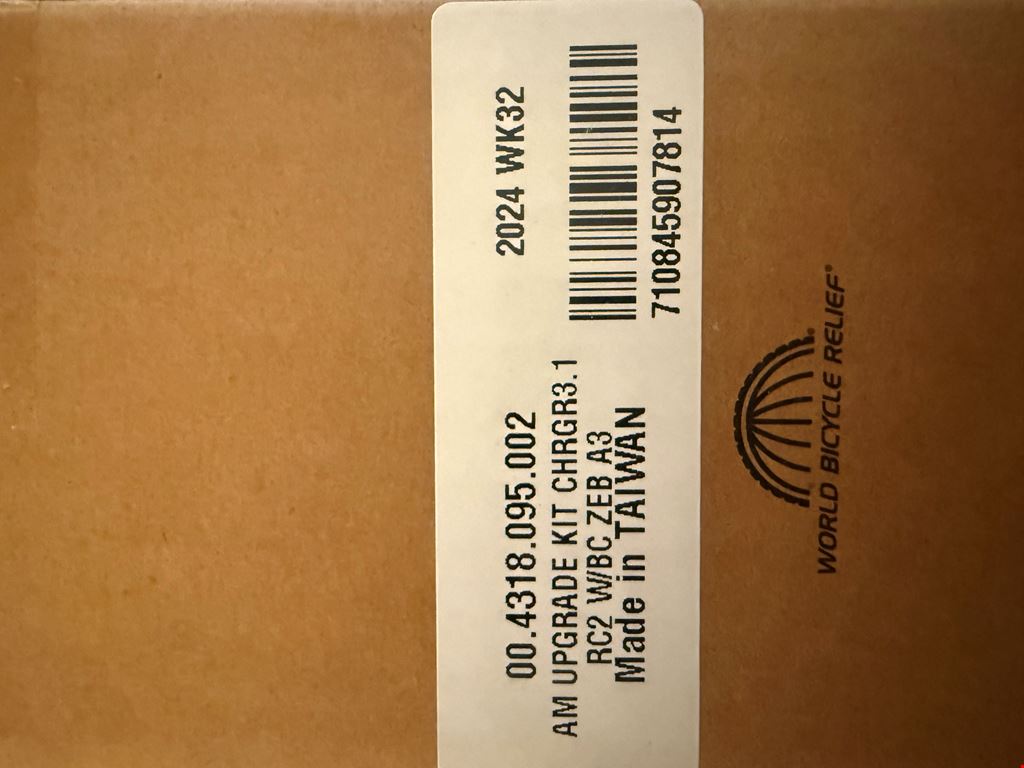 00.4318.095.002
2024 WK32
AM UPGRADE KIT CHRGR3.1
RC2 W/BC ZEB A3
Made in TAIWAN
710845907814
WORLD BICYCLE RELIEF®